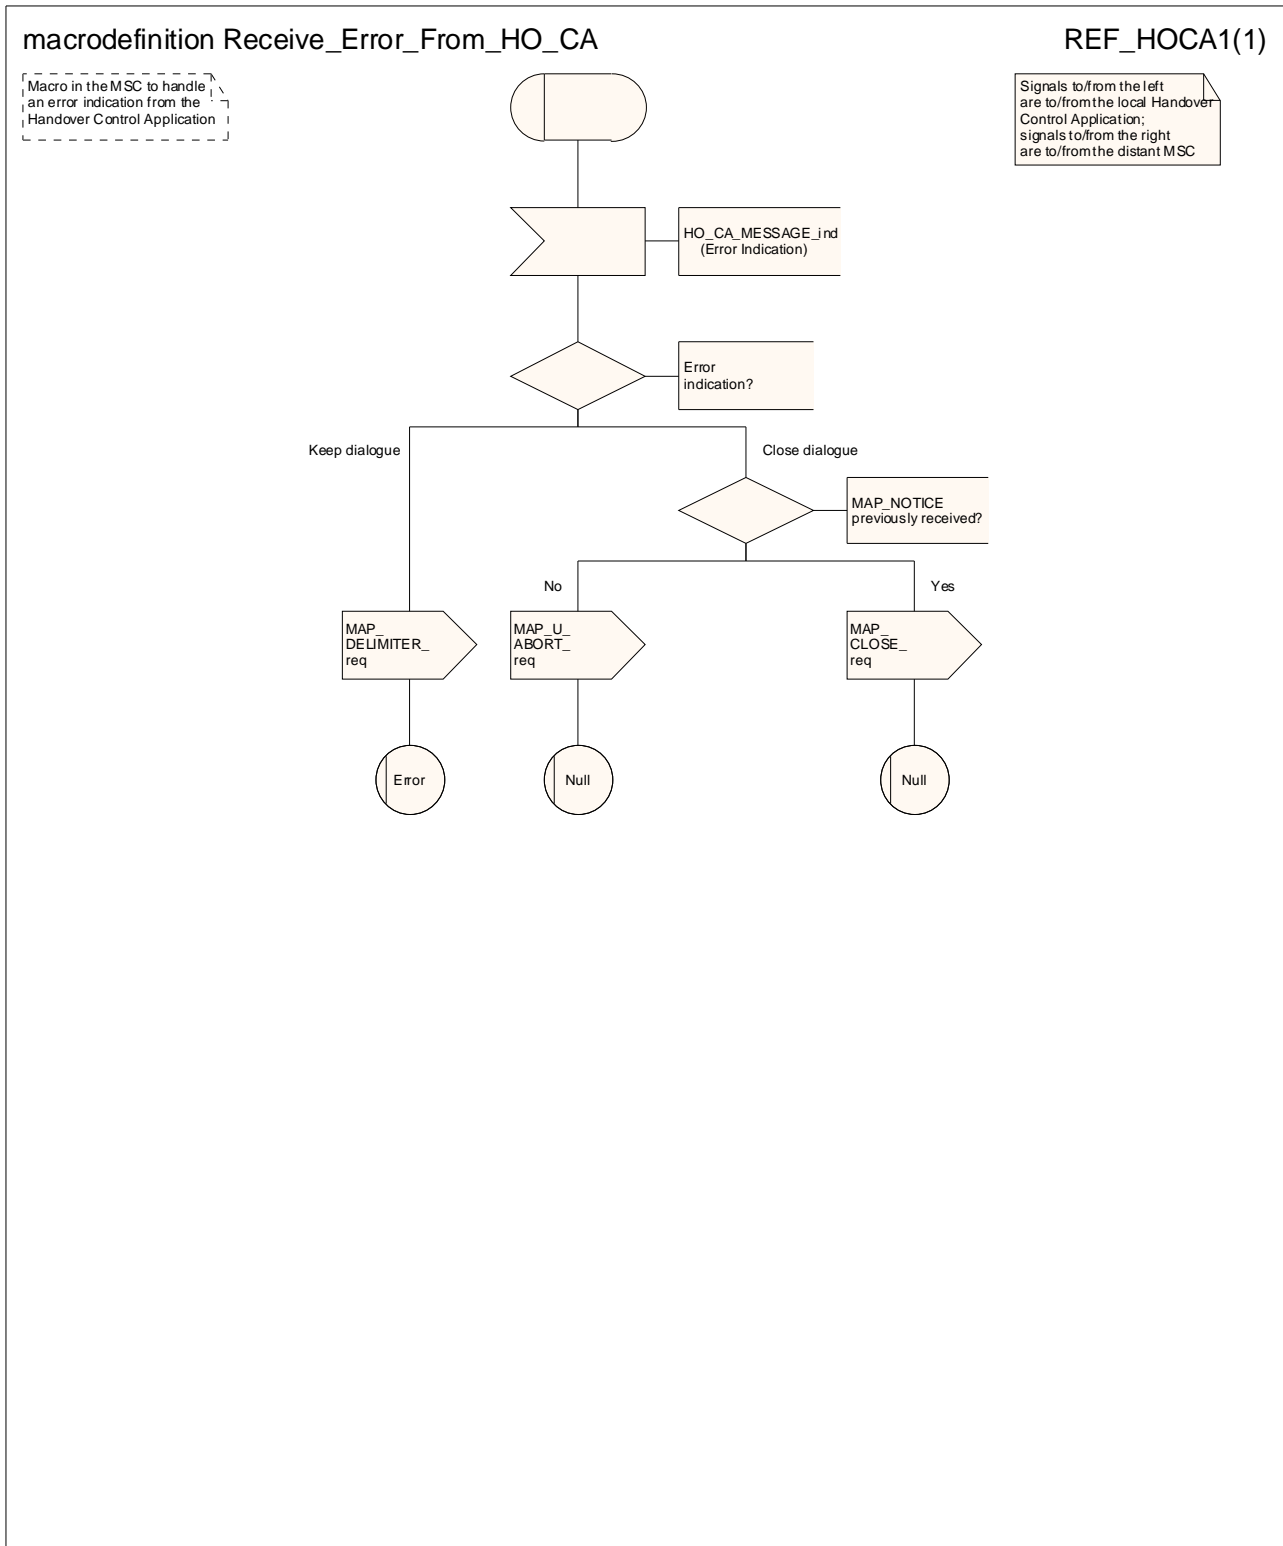 macrodefinition Receive_Error_From_HO_CA
REF_HOCA1(1)
Macro in the MSC to handle
an error indication from the
Handover Control Application
Signals to/from the left
are to/from the local Handover
Control Application;
signals to/from the right
are to/from the distant MSC
HO_CA_MESSAGE_ind
(Error Indication)
Error
indication?
Keep dialogue
Close dialogue
MAP_NOTICE
previously received?
No
Yes
MAP_
DELIMITER_
req
MAP_U_
ABORT_
req
MAP_
CLOSE_
req
Error
Null
Null